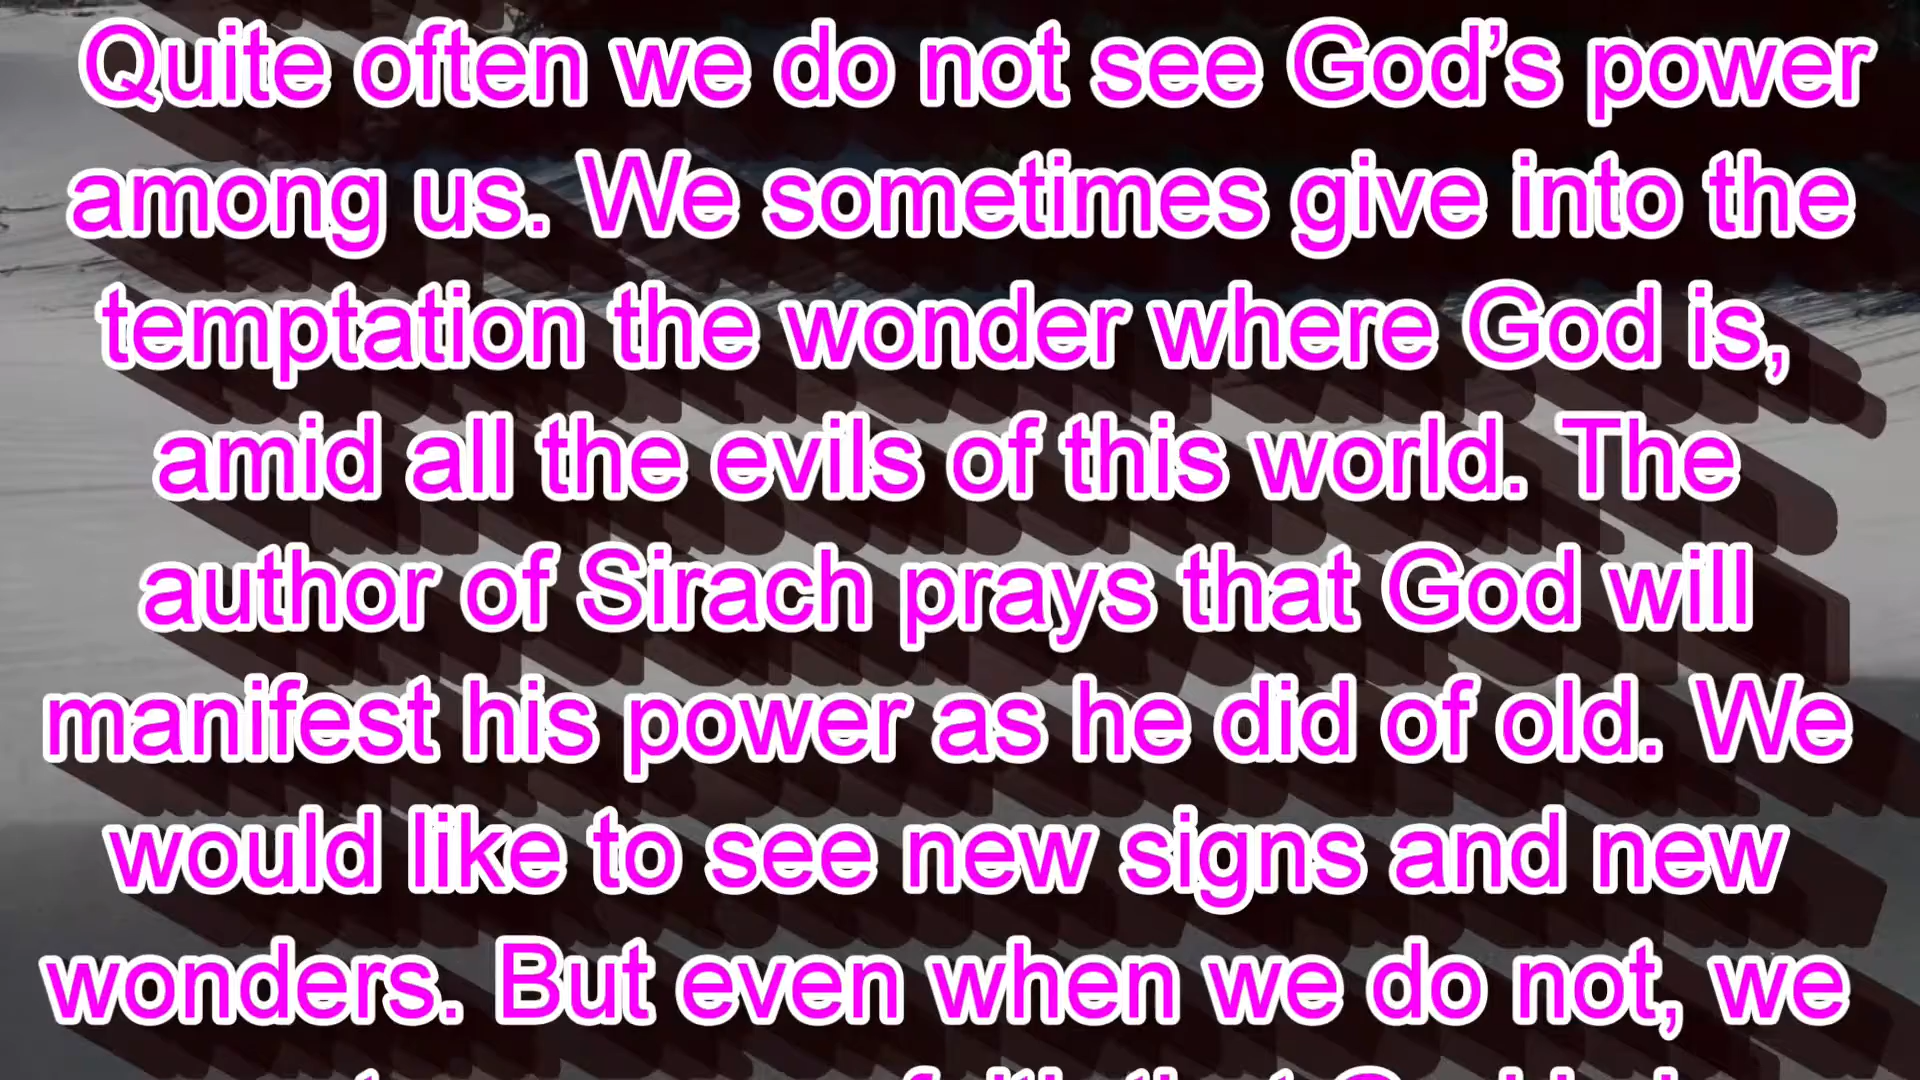 Quite often we do not see God’s power
among us. We sometimes give into the
temptation the wonder where God is,
amid all the evils of this world. The
author of Sirach prays that God will
manifest his power as he did of old. We
would like to see new signs and new
wonders. But even when we do not, we